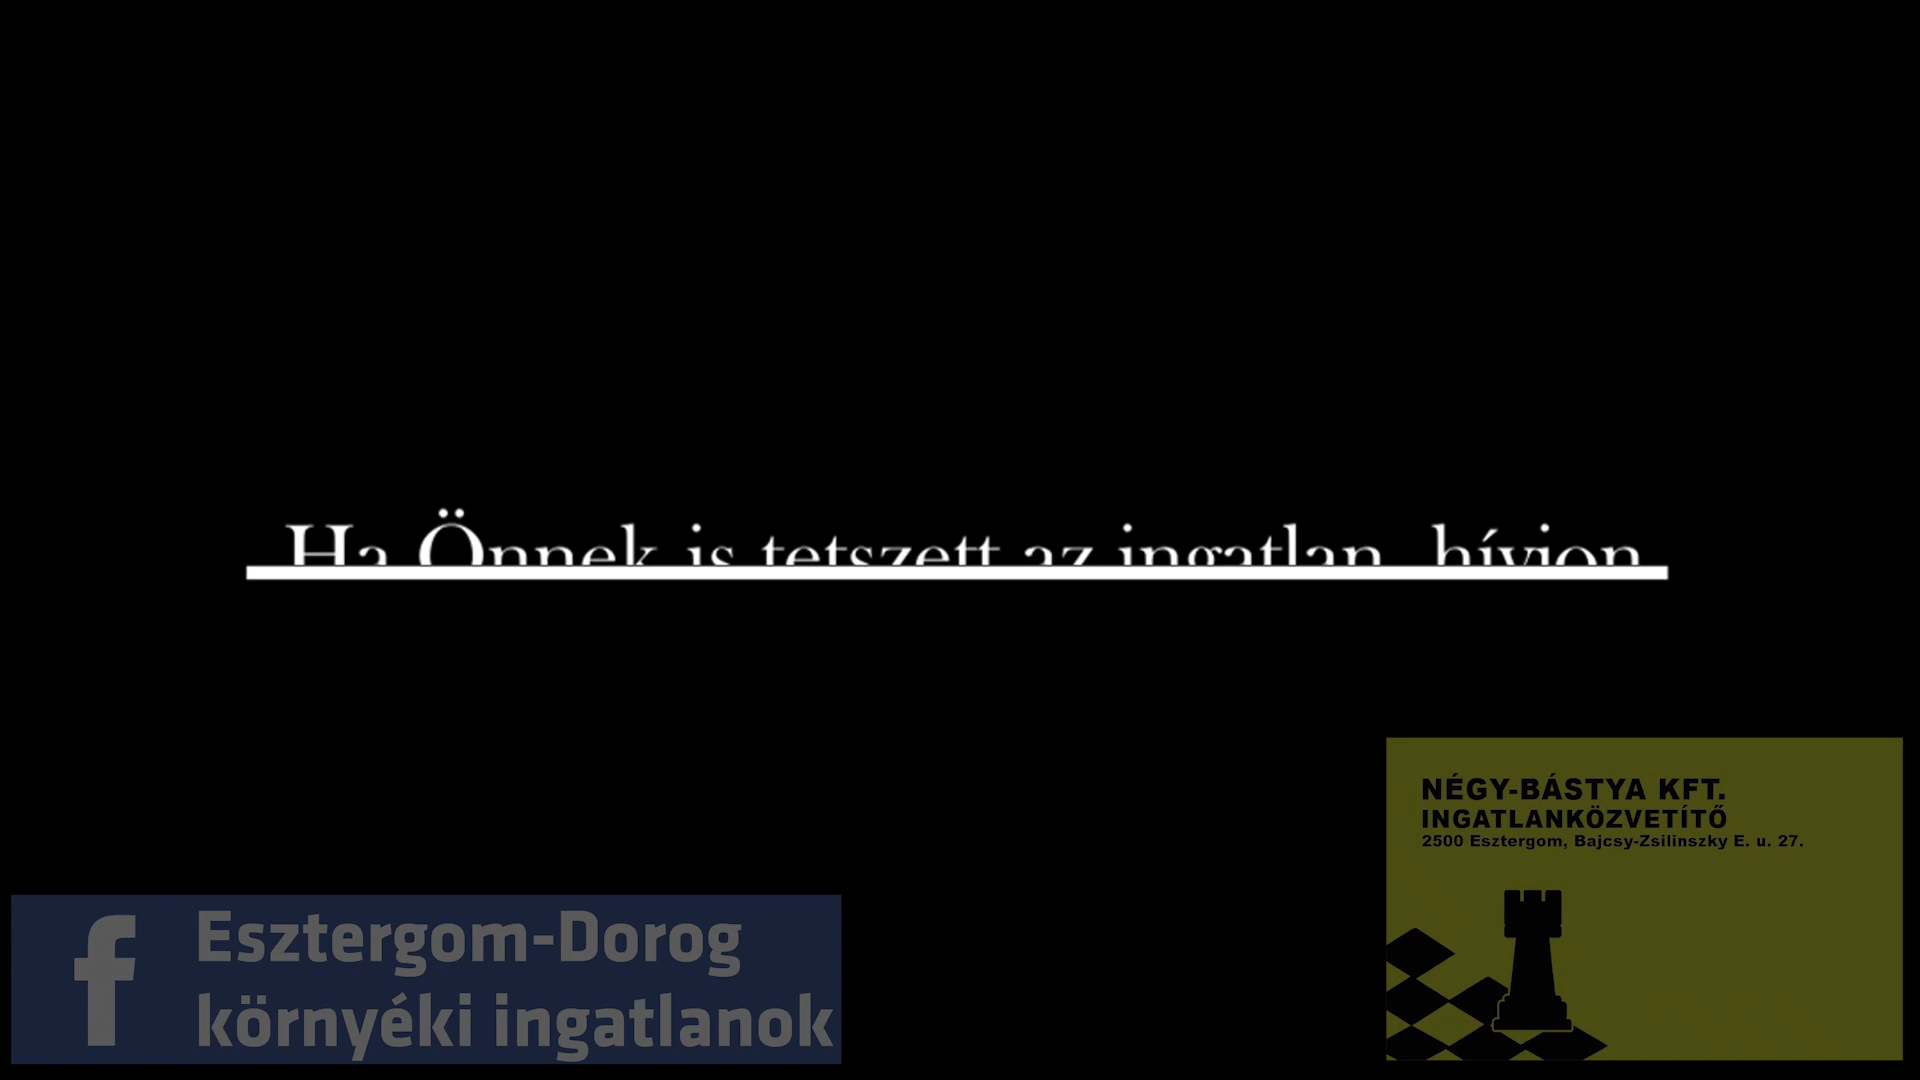 Ha Önnek is tetszett az ingatlan, hívjon
NÉGY-BÁSTYA KFT.
INGATLANKÖZVETÍTŐ
2500 Esztergom, Bajcsy-Zsilinszky E. u. 27.
Esztergom-Dorog
környéki ingatlanok